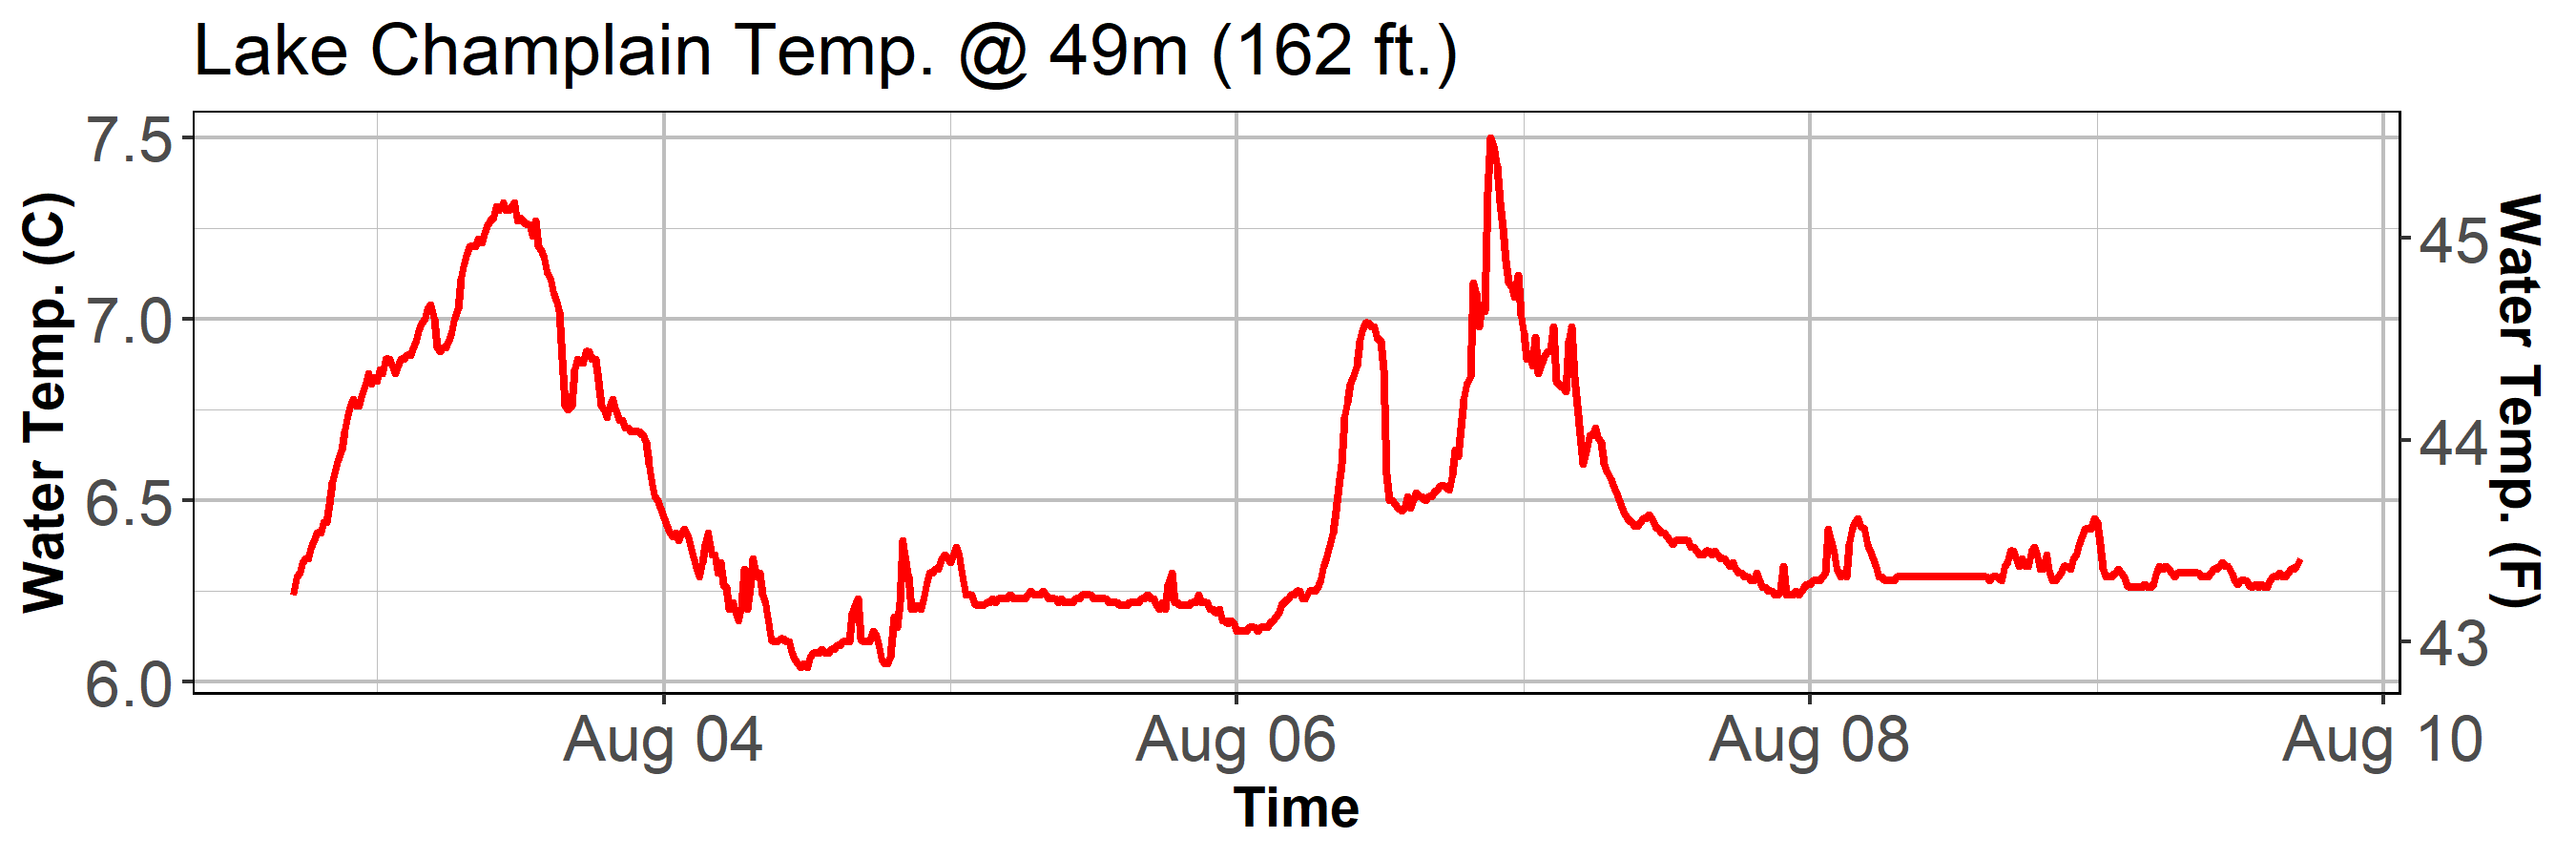 Lake Champlain Temp. @ 49m (162 ft.)
Water Temp. (C)
7.5
7.0
6.5
6.0
45
44
43
Water Temp. (F)
Aug 04
Aug 06
Aug 08
Aug 10
Time